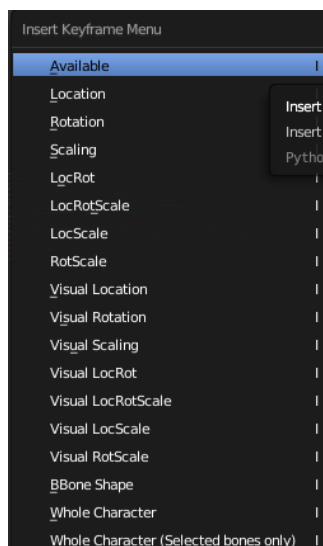 Insert Keyframe Menu
Available I
Location
Insert
Rotation
Insert
Scaling
Pytho
LocRot I
LocRotScale I
LocScale I
RotScale I
Visual Location I
Visual Rotation I
Visual Scaling I
Visual LocRot I
Visual LocRotScale I
Visual LocScale I
Visual RotScale I
BBone Shape I
Whole Character I
Whole Character (Selected bones only) I